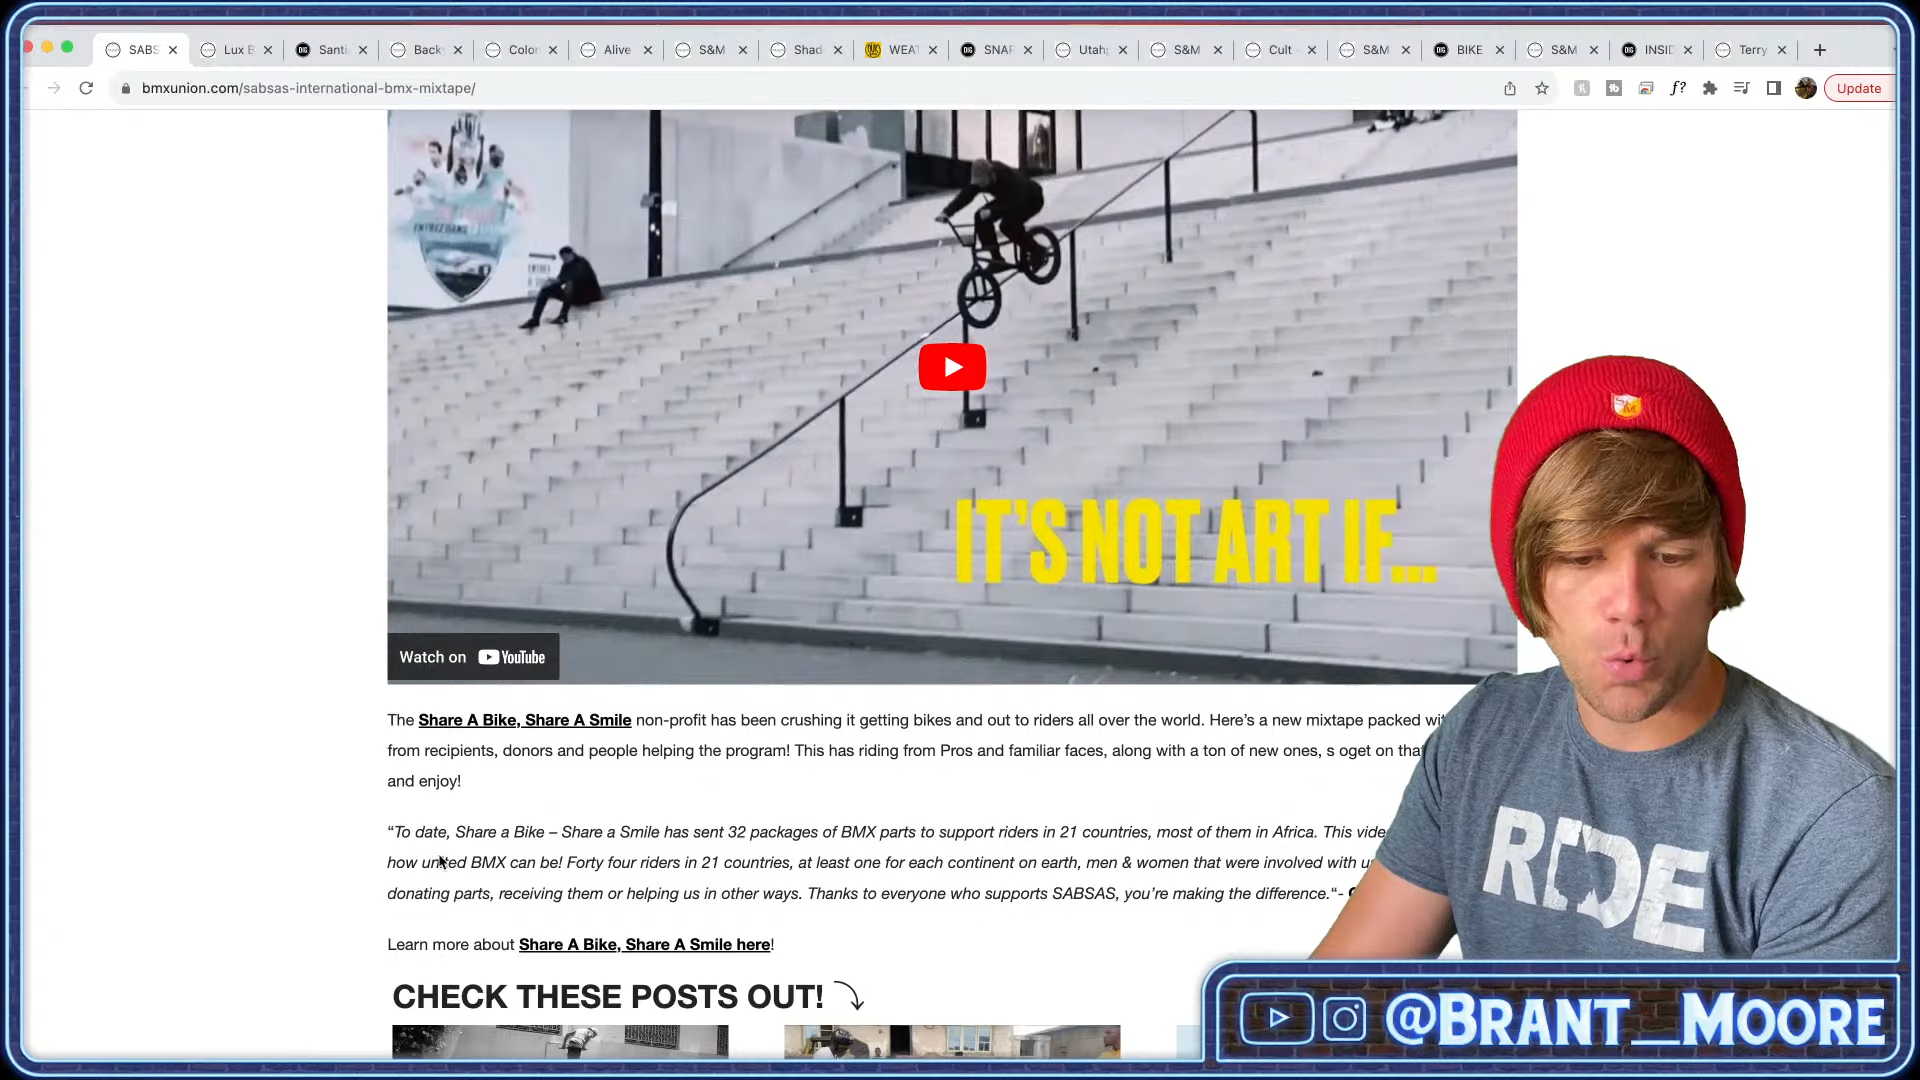 SABS Lux B Santi Back Color Alive S&M Shad WEAT SNAP Utah S&M Cult S&M BIKE S&M INSID Terry
bmxunion.com/sabsas-international-bmx-mixtape/ Update
IT'S NOT ART IF...
Watch on YouTube
The Share A Bike, Share A Smile non-profit has been crushing it getting bikes and out to riders all over the world. Here's a new mixtape packed
from recipients, donors and people helping the program! This has riding from Pros and familiar faces, along with a ton of new ones, s oget on
and enjoy!
"To date, Share a Bike – Share a Smile has sent 32 packages of BMX parts to support riders in 21 countries, most of them in Africa. This
how united BMX can be! Forty four riders in 21 countries, at least one for each continent on earth, men & women that were involved with
donating parts, receiving them or helping us in other ways. Thanks to everyone who supports SABSAS, you're making the difference."-
Learn more about Share A Bike, Share A Smile here!
CHECK THESE POSTS OUT!
S&M
RIDE
@BRANT_MOORE